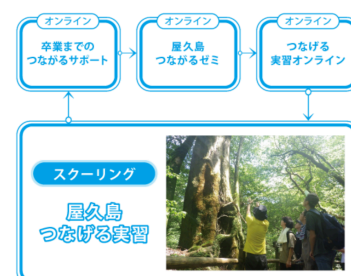 オンライン
卒業までの
つながるサポート
オンライン
屋久島
つながるゼミ
オンライン
つなげる
実習オンライン
スクーリング
屋久島
つなげる実習